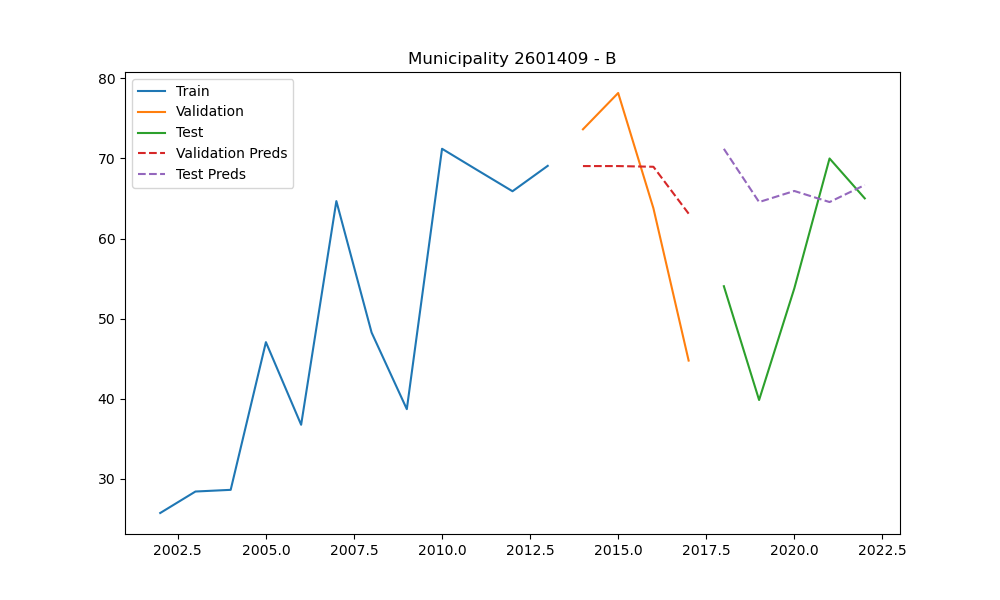 Municipality 2601409 - B
80
70
60
50
40
30
Train
Validation
Test
Validation Preds
Test Preds
2002.5 2005.0 2007.5 2010.0 2012.5 2015.0 2017.5 2020.0 2022.5